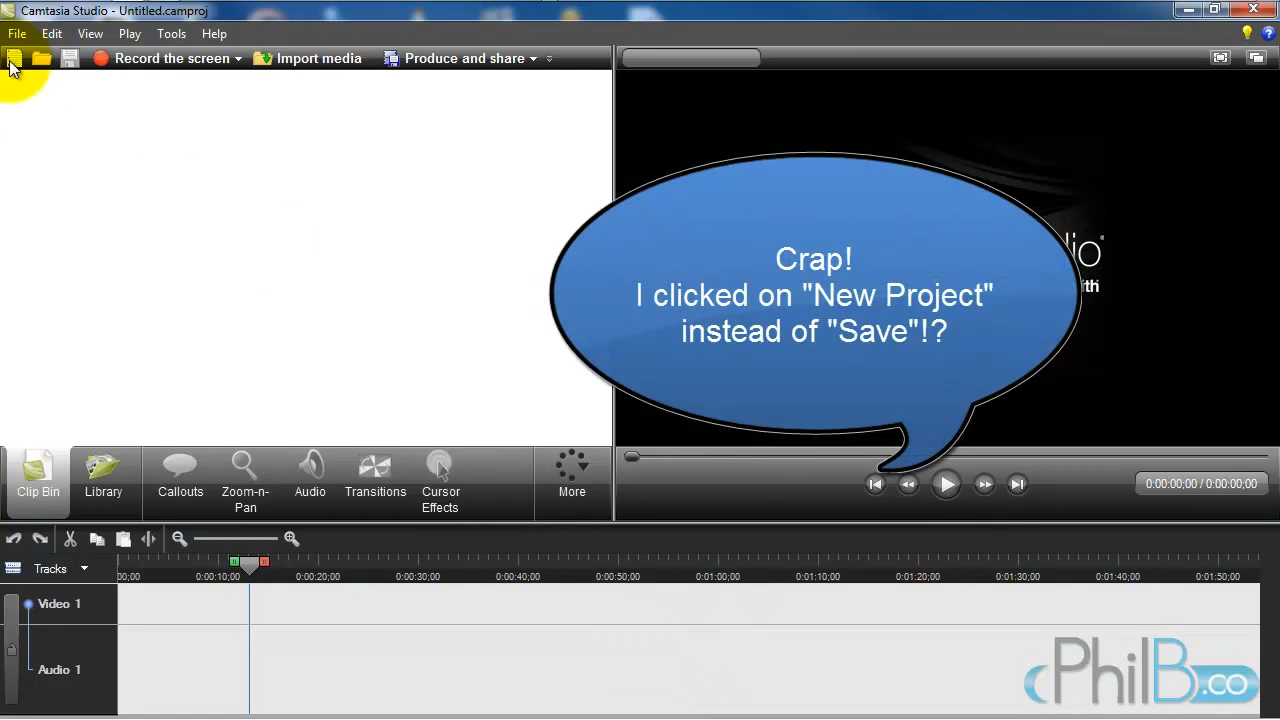 Camtasia Studio - Untitled.camproj
File Edit View Play Tools Help
Record the screen Import media Produce and share
dio®
ith
Crap!
I clicked on "New Project"
instead of "Save"!?
Clip Bin Library Callouts Zoom-n-Pan Audio Transitions Cursor Effects More
0:00:00;00 / 0:00:00;00
Tracks
00;00 0:00:10;00 0:00:20;00 0:00:30;00 0:00:40;00 0:00:50;00 0:01:00;00 0:01:10;00 0:01:20;00 0:01:30;00 0:01:40;00 0:01:50;00
Video 1
Audio 1
PhilB.co